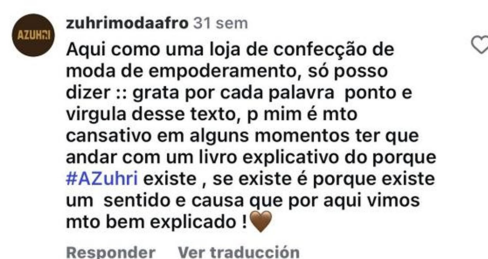 AZUHRI
zuhrimodaafro 31 sem
Aqui como uma loja de confecção de
moda de empoderamento, só posso
dizer :: grata por cada palavra ponto e
virgula desse texto, p mim é mto
cansativo em alguns momentos ter que
andar com um livro explicativo do porque
#AZuhri existe , se existe é porque existe
um sentido e causa que por aqui vimos
mto bem explicado !🤎
Responder Ver traducción